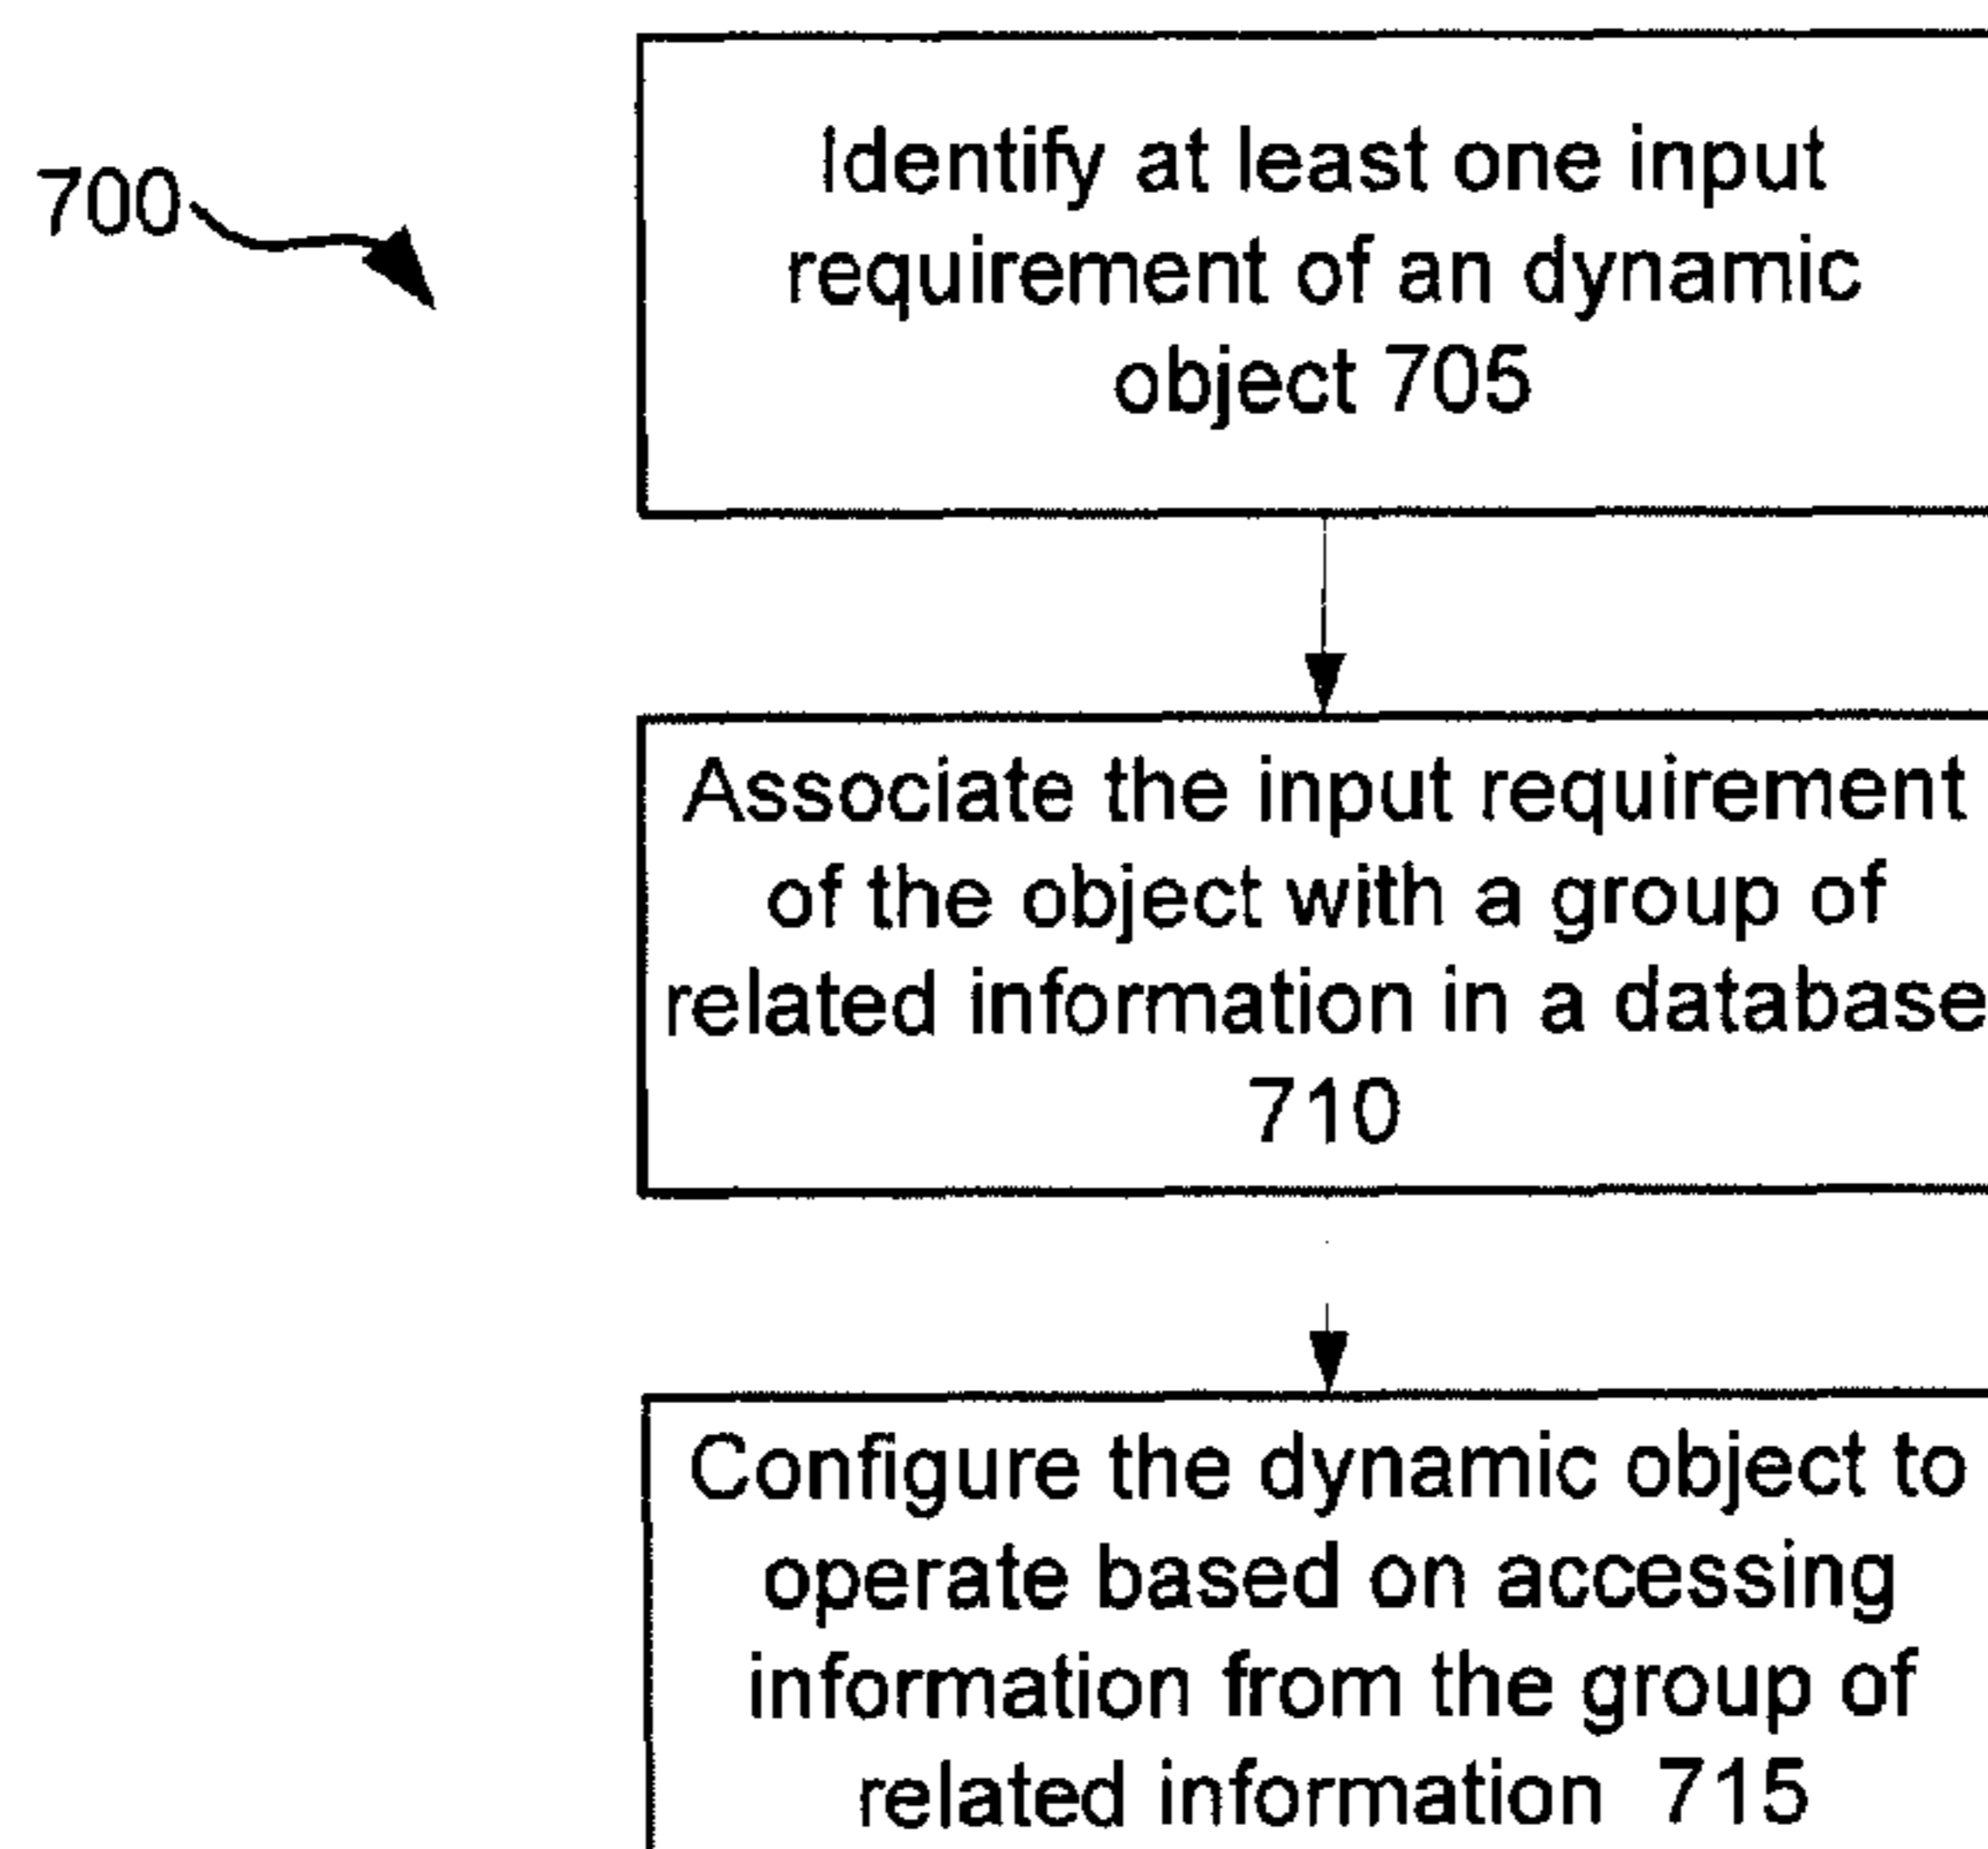 700
Identify at least one input
requirement of an dynamic
object 705
Associate the input requirement
of the object with a group of
related information in a database
710
Configure the dynamic object to
operate based on accessing
information from the group of
related information 715